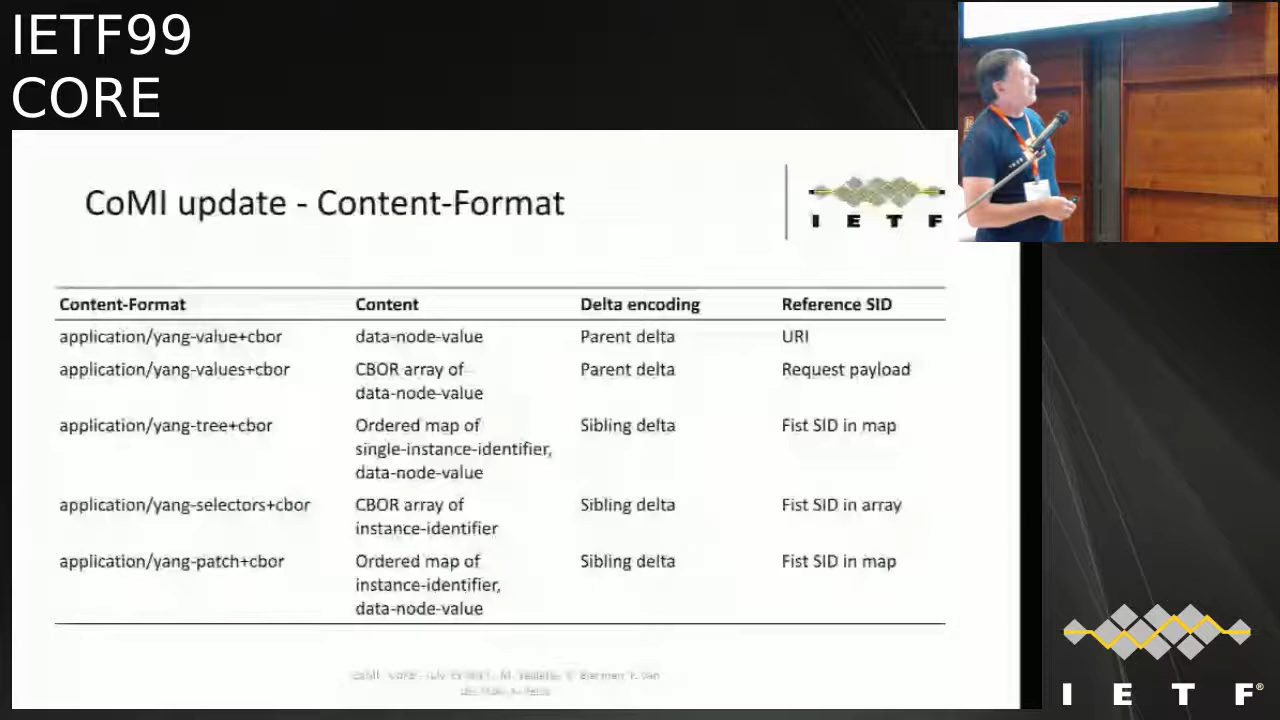 IETF99
CORE
CoMI update - Content-Format
I E T F
Content-Format Content Delta encoding Reference SID
application/yang-value+cbor data-node-value Parent delta URI
application/yang-values+cbor CBOR array of Parent delta Request payload
data-node-value
application/yang-tree+cbor Ordered map of Sibling delta Fist SID in map
single-instance-identifier,
data-node-value
application/yang-selectors+cbor CBOR array of Sibling delta Fist SID in array
instance-identifier
application/yang-patch+cbor Ordered map of Sibling delta Fist SID in map
instance-identifier,
data-node-value
I E T F®